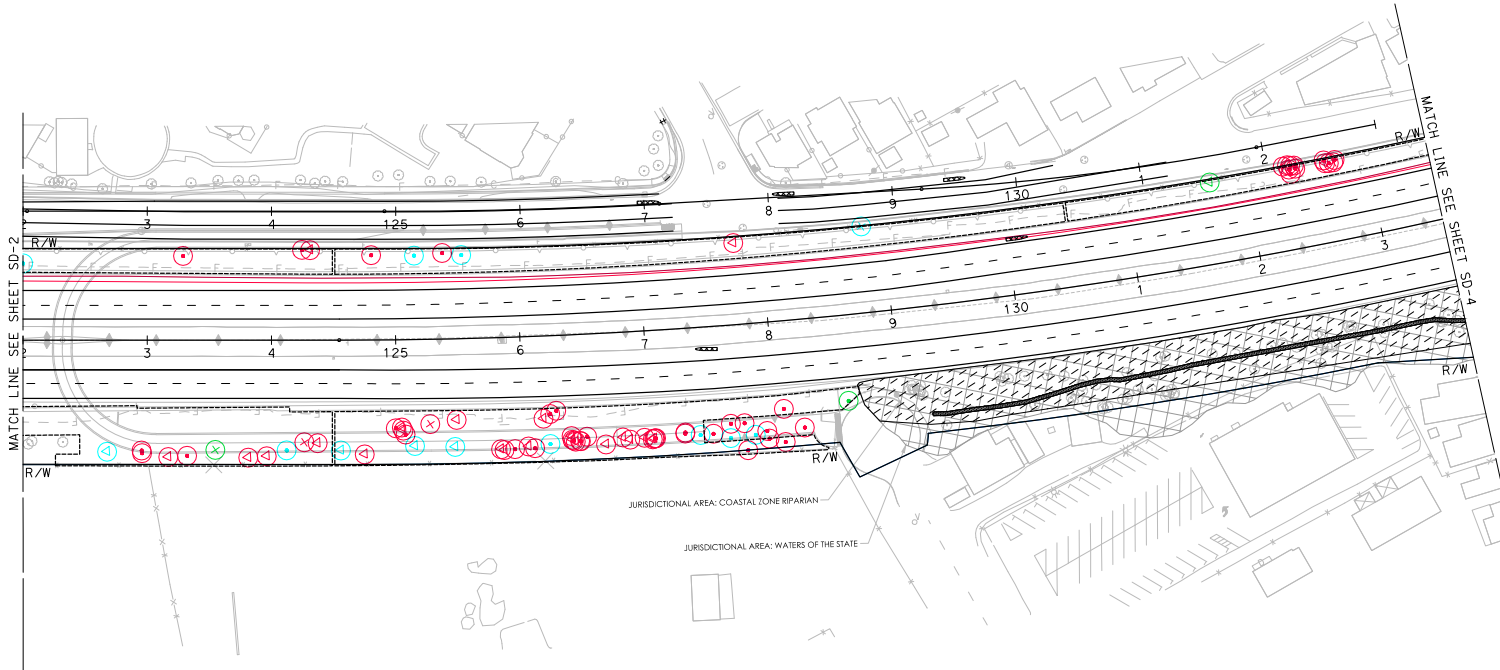 MATCH LINE SEE SHEET SD-2
MATCH LINE SEE SHEET SD-4
R/W
2 3 4 125 6 7 8 9 130 1 2
R/W
2 3 4 125 6 7 8 9 130 1 2 3
R/W
R/W
R/W
JURISDICTIONAL AREA: COASTAL ZONE RIPARIAN
JURISDICTIONAL AREA: WATERS OF THE STATE